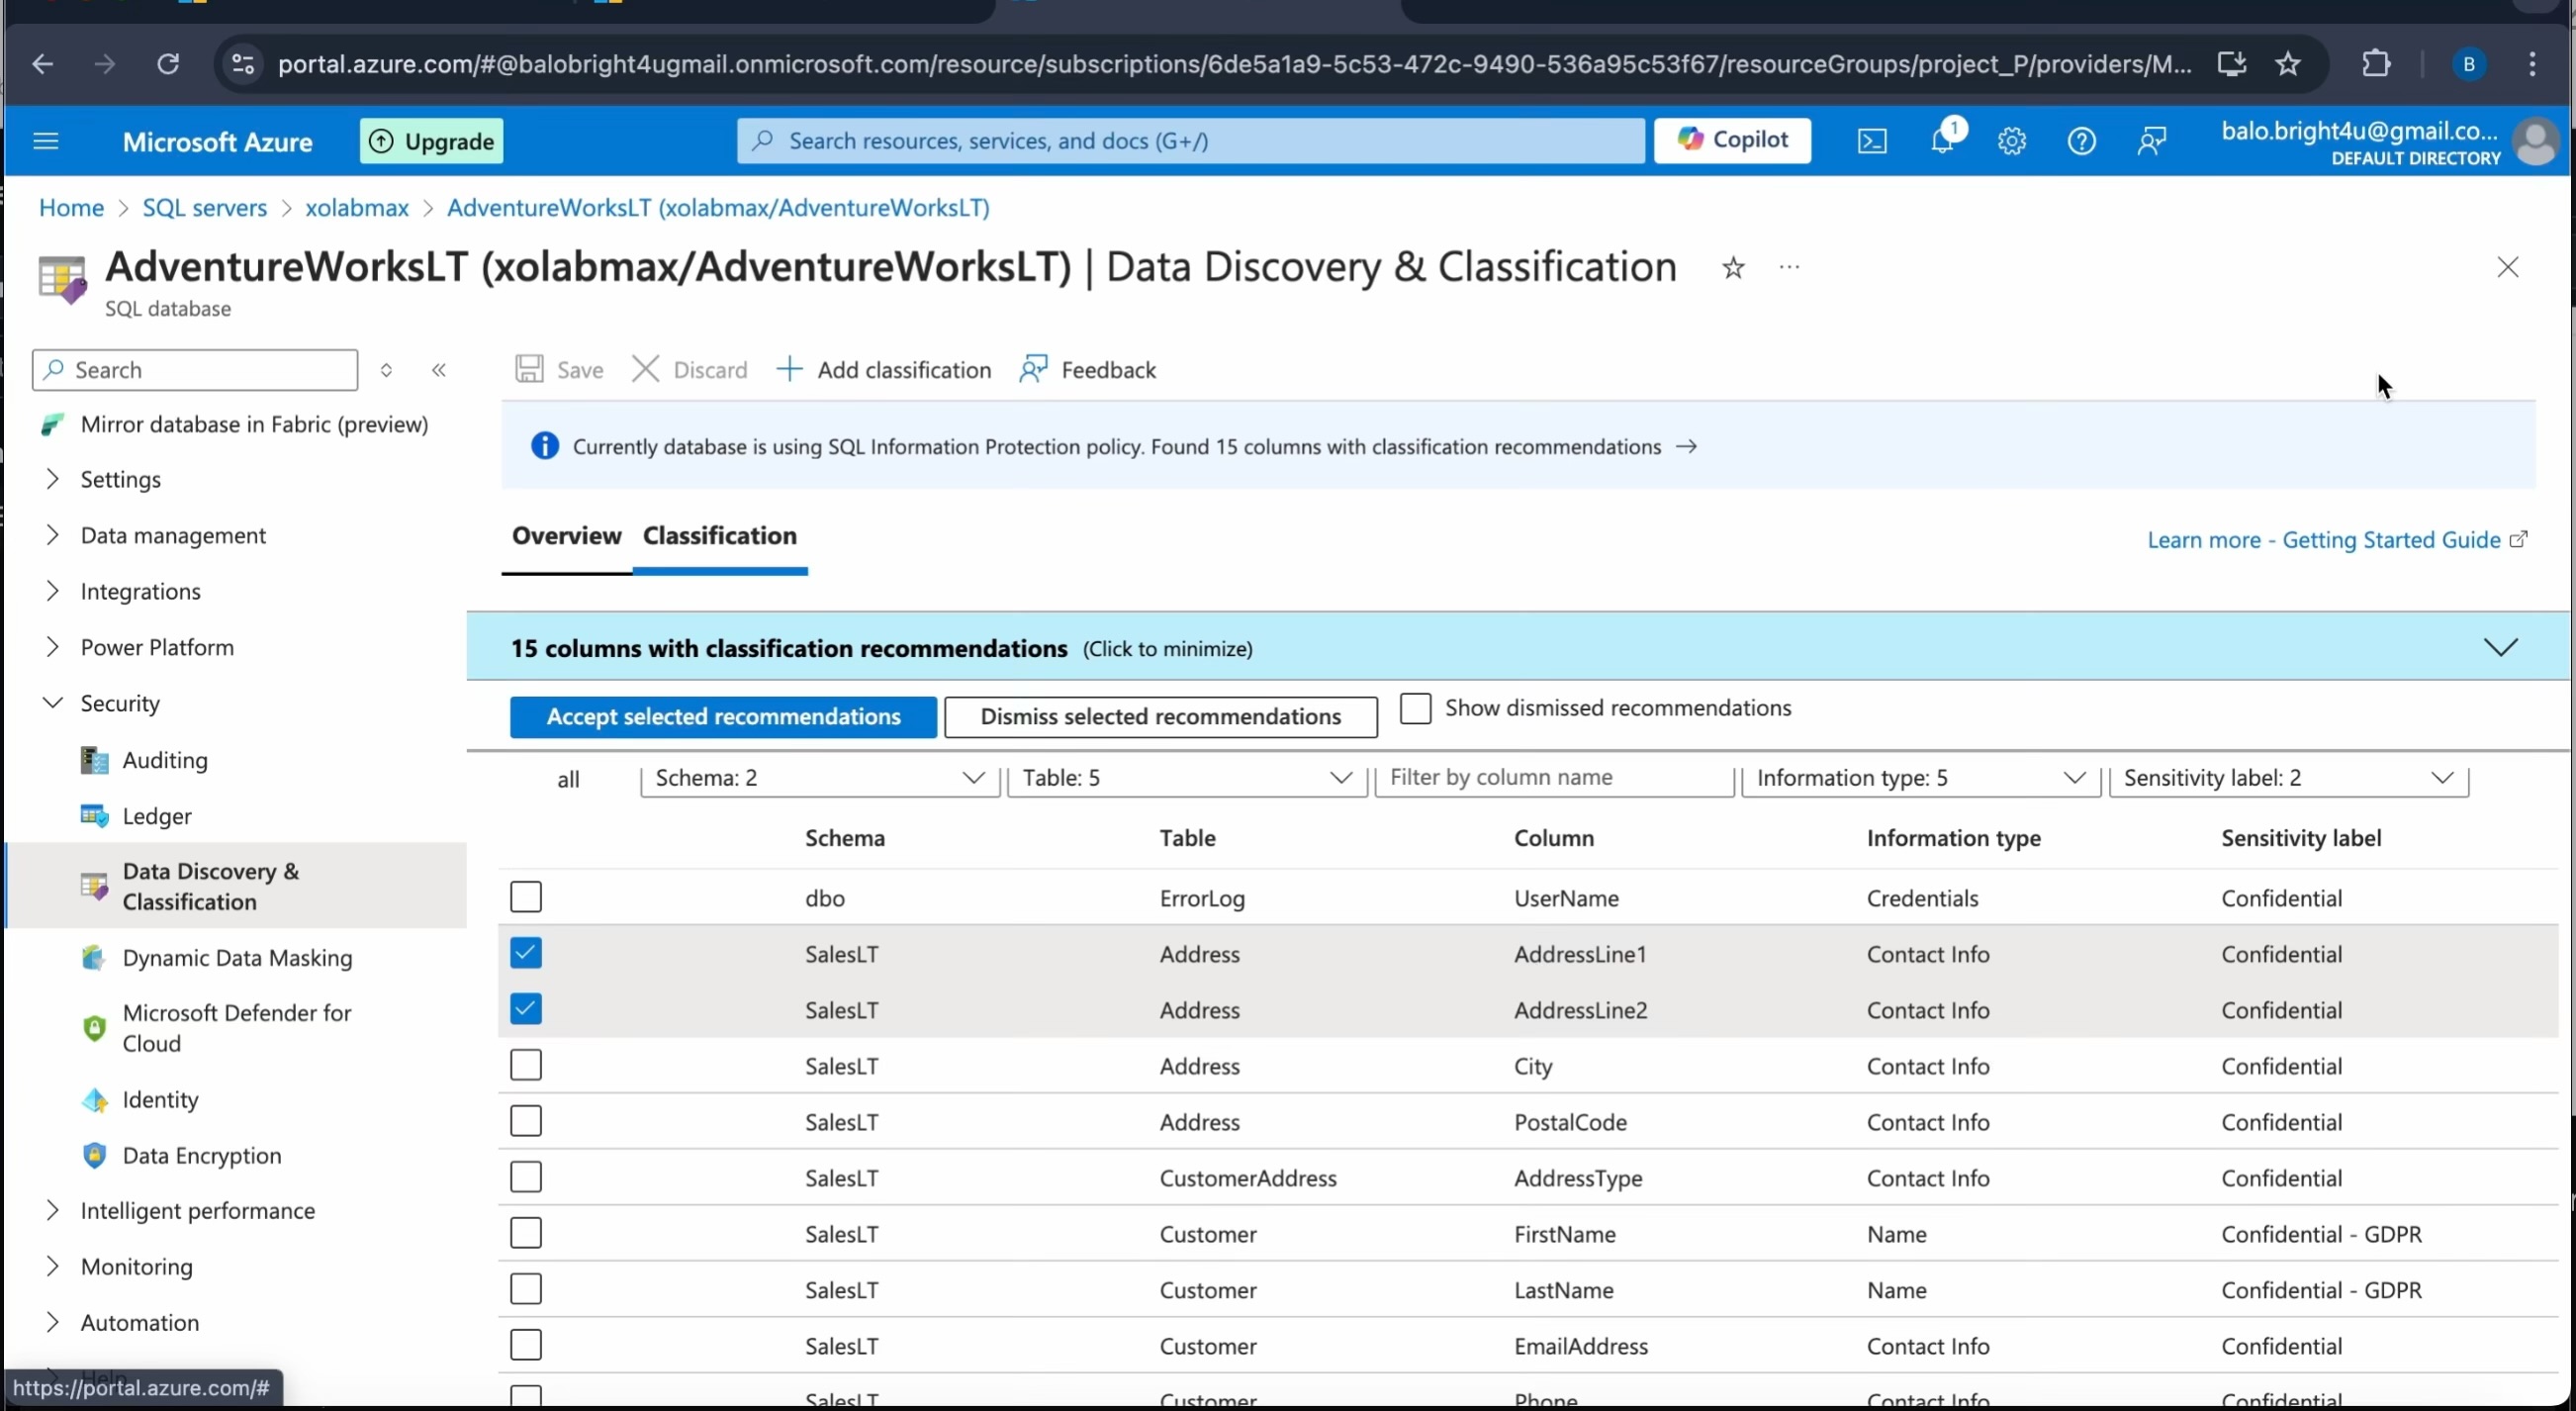 portal.azure.com/#@balobright4ugmail.onmicrosoft.com/resource/subscriptions/6de5a1a9-5c53-472c-9490-536a95c53f67/resourceGroups/project_P/providers/M...
B
Microsoft Azure
Upgrade
Search resources, services, and docs (G+/)
Copilot
1
balo.bright4u@gmail.co...
DEFAULT DIRECTORY
Home > SQL servers > xolabmax > AdventureWorksLT (xolabmax/AdventureWorksLT)
AdventureWorksLT (xolabmax/AdventureWorksLT) | Data Discovery & Classification
SQL database
Search
Save
Discard
Add classification
Feedback
Currently database is using SQL Information Protection policy. Found 15 columns with classification recommendations →
Mirror database in Fabric (preview)
Settings
Data management
Integrations
Power Platform
Security
Auditing
Ledger
Data Discovery &
Classification
Dynamic Data Masking
Microsoft Defender for
Cloud
Identity
Data Encryption
Intelligent performance
Monitoring
Automation
Help
https://portal.azure.com/#
Overview Classification
Learn more - Getting Started Guide
15 columns with classification recommendations (Click to minimize)
Accept selected recommendations
Dismiss selected recommendations
Show dismissed recommendations
all Schema: 2 Table: 5 Filter by column name Information type: 5 Sensitivity label: 2
Schema Table Column Information type Sensitivity label
dbo ErrorLog UserName Credentials Confidential
SalesLT Address AddressLine1 Contact Info Confidential
SalesLT Address AddressLine2 Contact Info Confidential
SalesLT Address City Contact Info Confidential
SalesLT Address PostalCode Contact Info Confidential
SalesLT CustomerAddress AddressType Contact Info Confidential
SalesLT Customer FirstName Name Confidential - GDPR
SalesLT Customer LastName Name Confidential - GDPR
SalesLT Customer EmailAddress Contact Info Confidential
SalesLT Customer Phone Contact Info Confidential